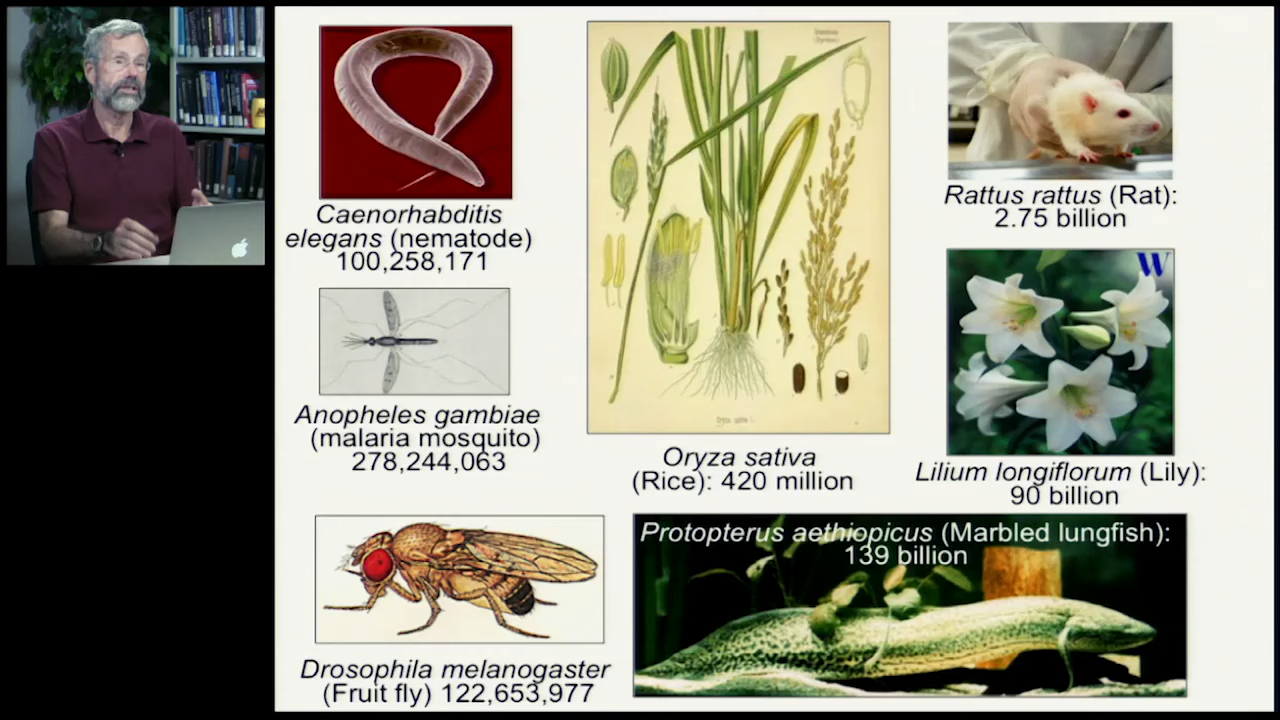 Caenorhabditis
elegans (nematode)
100,258,171
Anopheles gambiae
(malaria mosquito)
278,244,063
Drosophila melanogaster
(Fruit fly) 122,653,977
Oryza sativa
(Rice): 420 million
Rattus rattus (Rat):
2.75 billion
W
Lilium longiflorum (Lily):
90 billion
Protopterus aethiopicus (Marbled lungfish):
139 billion